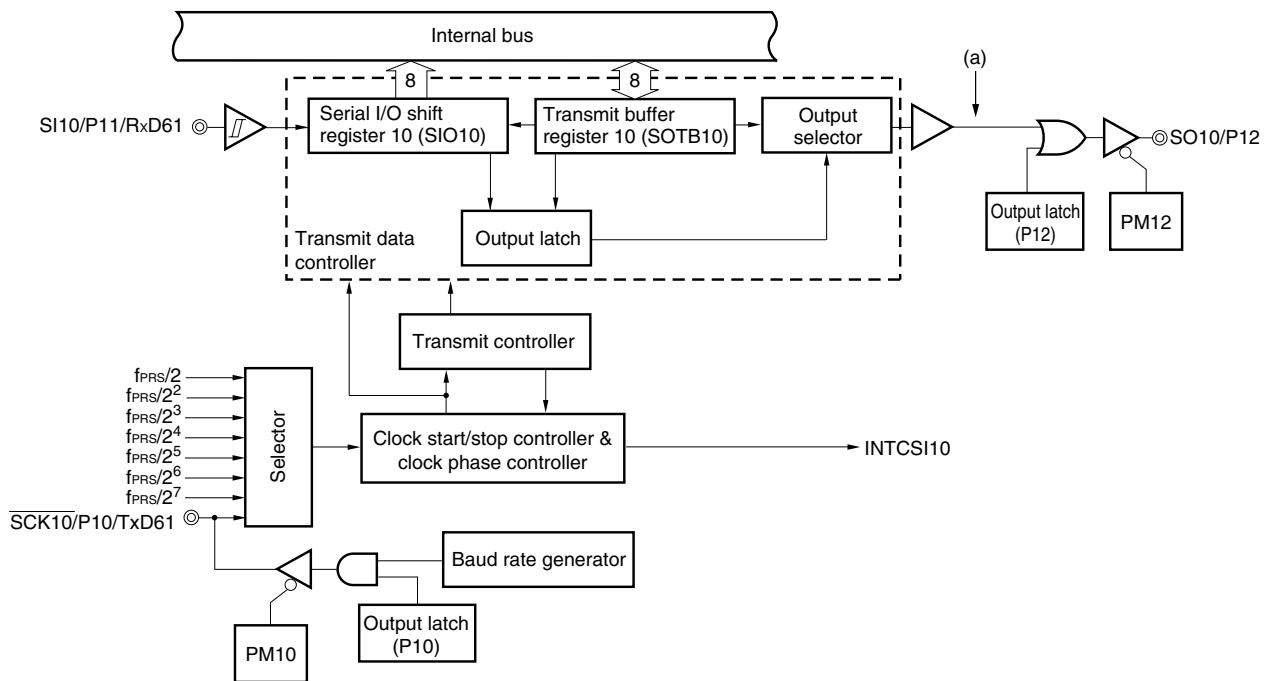 Internal bus
(a)
8
8
SI10/P11/RxD61
Serial I/O shift
register 10 (SIO10)
Transmit buffer
register 10 (SOTB10)
Output
selector
SO10/P12
Output latch
(P12)
PM12
Output latch
Transmit data
controller
Transmit controller
fPRS/2
fPRS/2²
fPRS/2³
fPRS/2⁴
fPRS/2⁵
fPRS/2⁶
fPRS/2⁷
Selector
Clock start/stop controller &
clock phase controller
INTCSI10
SCK10/P10/TxD61
Baud rate generator
Output latch
(P10)
PM10